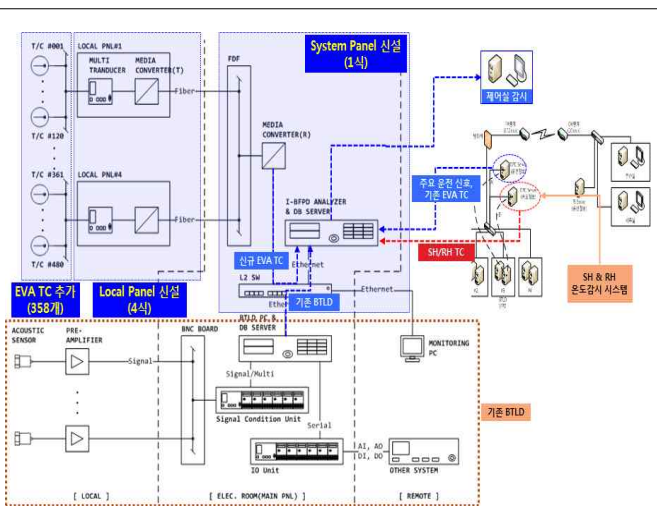 T/C #001
T/C #120
T/C #361
T/C #480
EVA TC 추가
(358개)
LOCAL PNL#1
MULTI
TRANDUCER
MEDIA
CONVERTER(T)
Fiber
LOCAL PNL#4
Fiber
Local Panel 신설
(4식)
FDF
System Panel 신설
(1식)
MEDIA
CONVERTER(R)
I-BFPD ANALYZER
& DB SERVER
신규 EVA TC
Ethernet
L2 SW
기존 BTLD
Ethernet
제어실 감시
주요 운전 신호,
기존 EVA TC
SH/RH TC
SH & RH
온도감시 시스템
ACOUSTIC
SENSOR
PRE-
AMPLIFIER
Signal
BNC BOARD
BTLD PC &
DB SERVER
Signal/Multi
Signal Condition Unit
Serial
IO Unit
AI, AO
DI, DO
MONITORING
PC
OTHER SYSTEM
기존 BTLD
[ LOCAL ]
[ ELEC. ROOM(MAIN PNL) ]
[ REMOTE ]